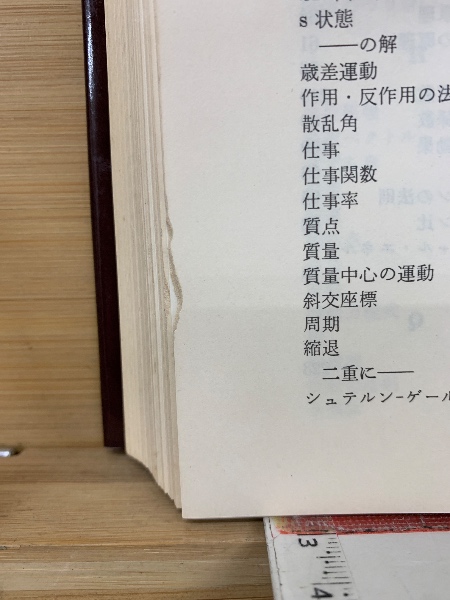 s 状態
——の解
歳差運動
作用・反作用の法
散乱角
仕事
仕事関数
仕事率
質点
質量
質量中心の運動
斜交座標
周期
縮退
二重に——
シュテルン-ゲール
3
4